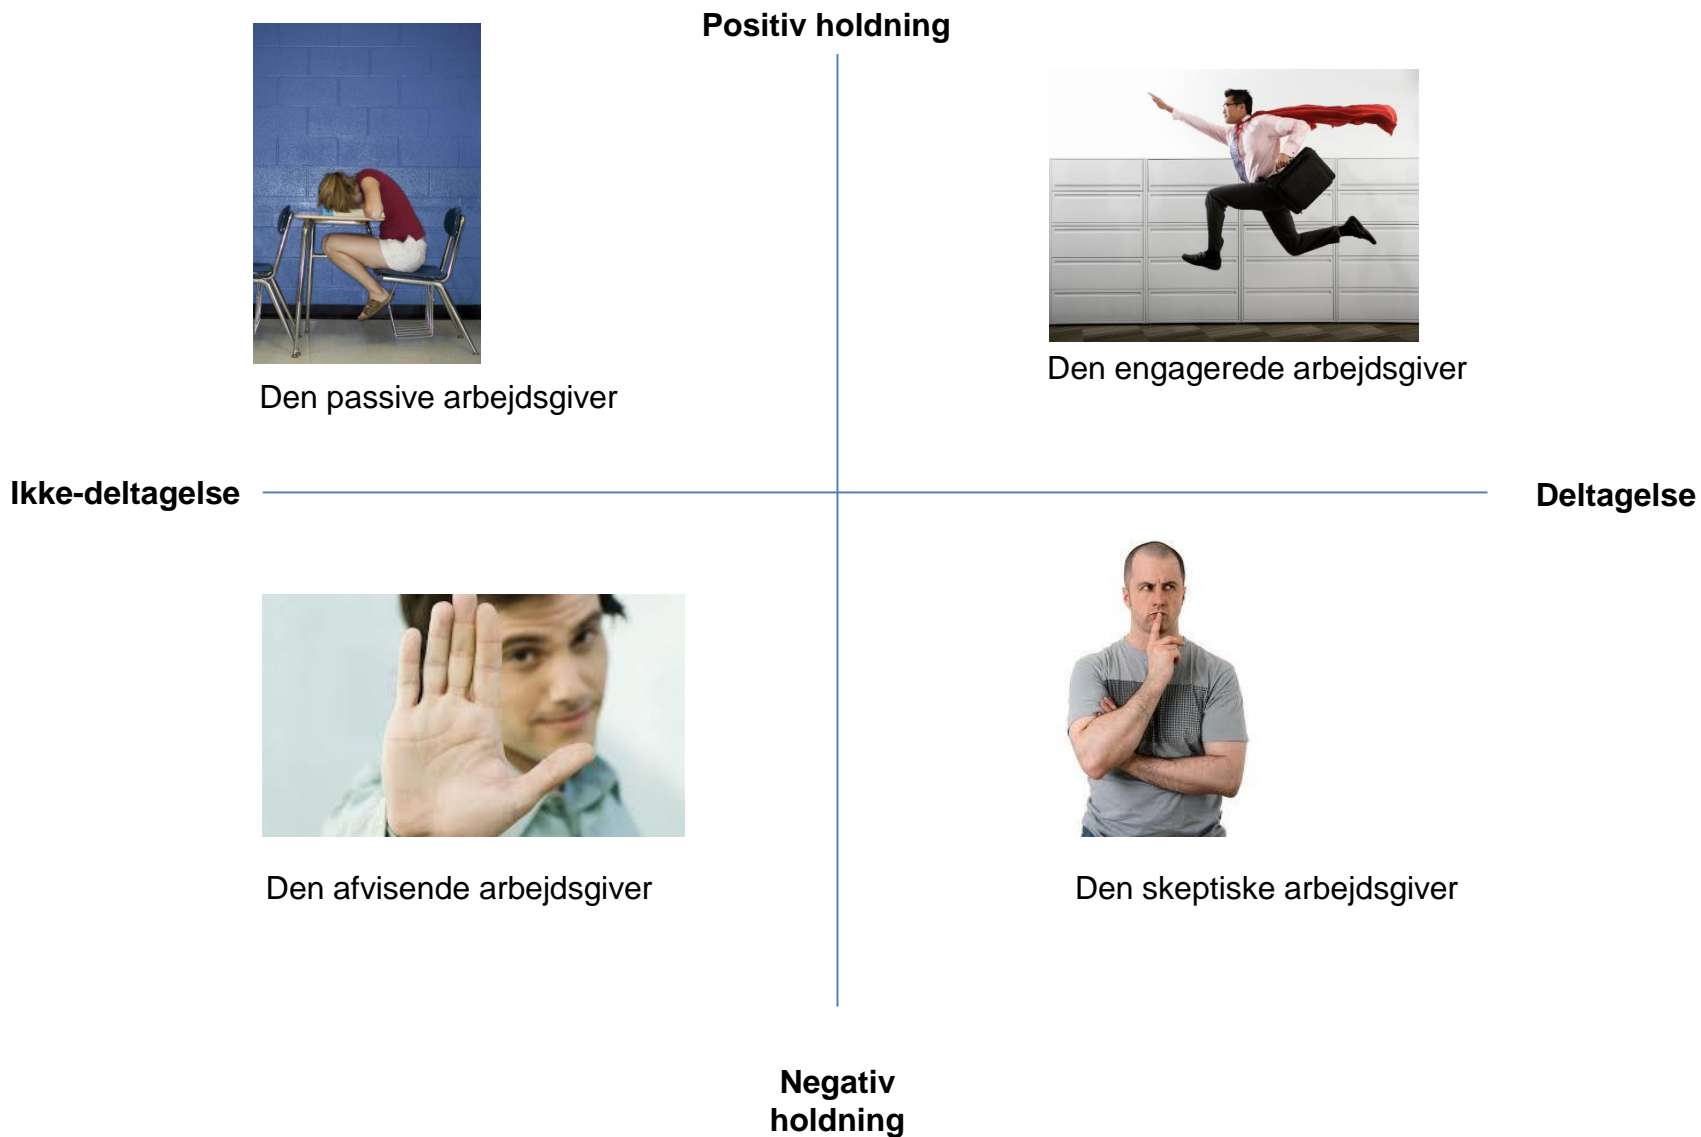 Positiv holdning
Den engagerede arbejdsgiver
Den passive arbejdsgiver
Ikke-deltagelse
Deltagelse
Den afvisende arbejdsgiver
Den skeptiske arbejdsgiver
Negativ
holdning